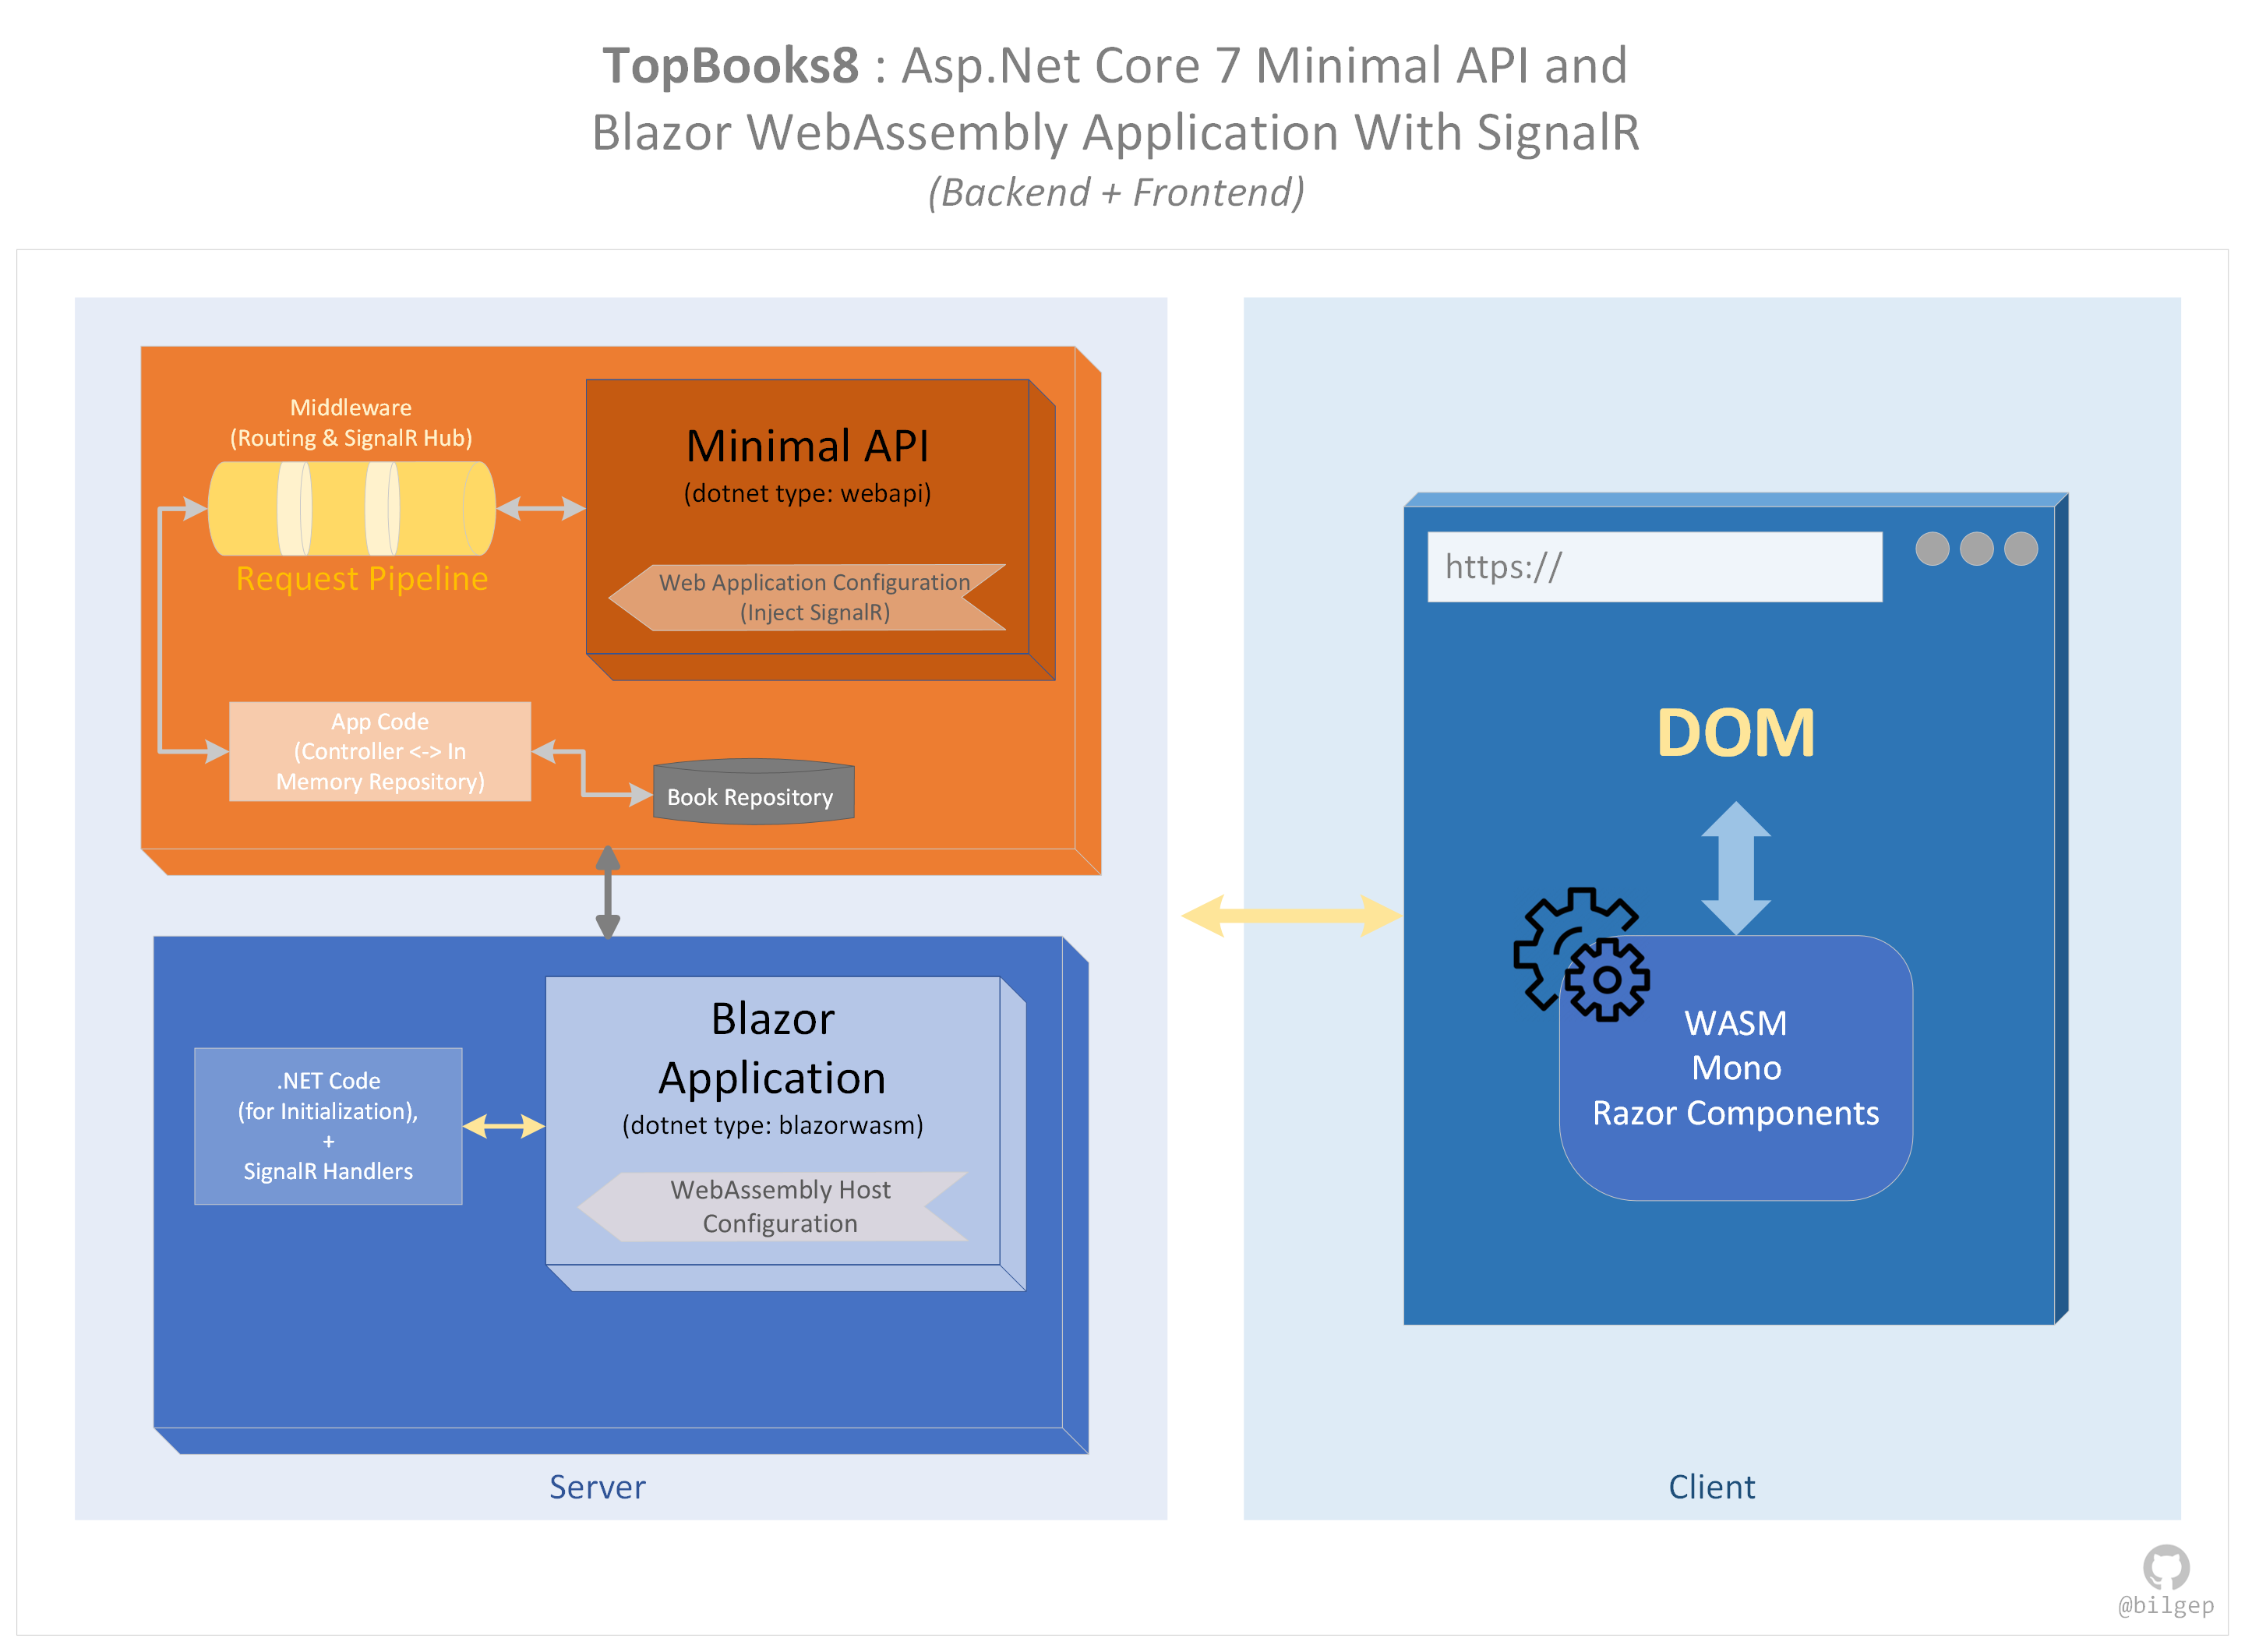 TopBooks8 : Asp.Net Core 7 Minimal API and
Blazor WebAssembly Application With SignalR
(Backend + Frontend)
Middleware
(Routing & SignalR Hub)
Request Pipeline
Minimal API
(dotnet type: webapi)
Web Application Configuration
(Inject SignalR)
App Code
(Controller <-> In
Memory Repository)
Book Repository
Blazor
Application
(dotnet type: blazorwasm)
WebAssembly Host
Configuration
.NET Code
(for Initialization),
+
SignalR Handlers
Server
https://
DOM
WASM
Mono
Razor Components
Client
@bilgep